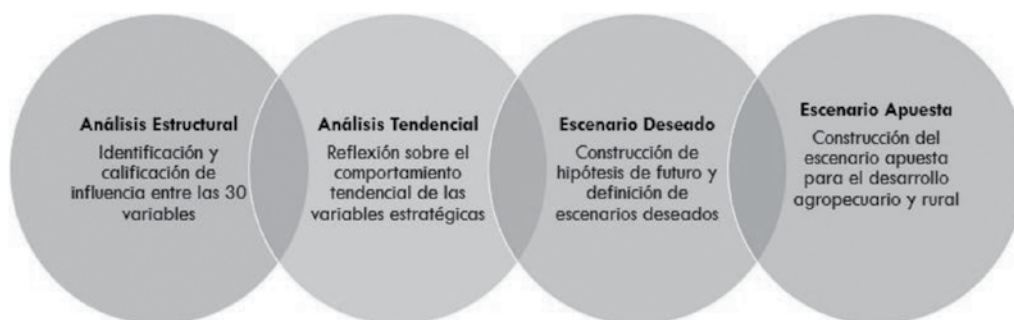 Análisis Estructural
Identificación y
calificación de
influencia entre las 30
variables
Análisis Tendencial
Reflexión sobre el
comportamiento
tendencial de las
variables estratégicas
Escenario Deseado
Construcción de
hipótesis de futuro y
definición de
escenarios deseados
Escenario Apuesta
Construcción del
escenario apuesta
para el desarrollo
agropecuario y rural